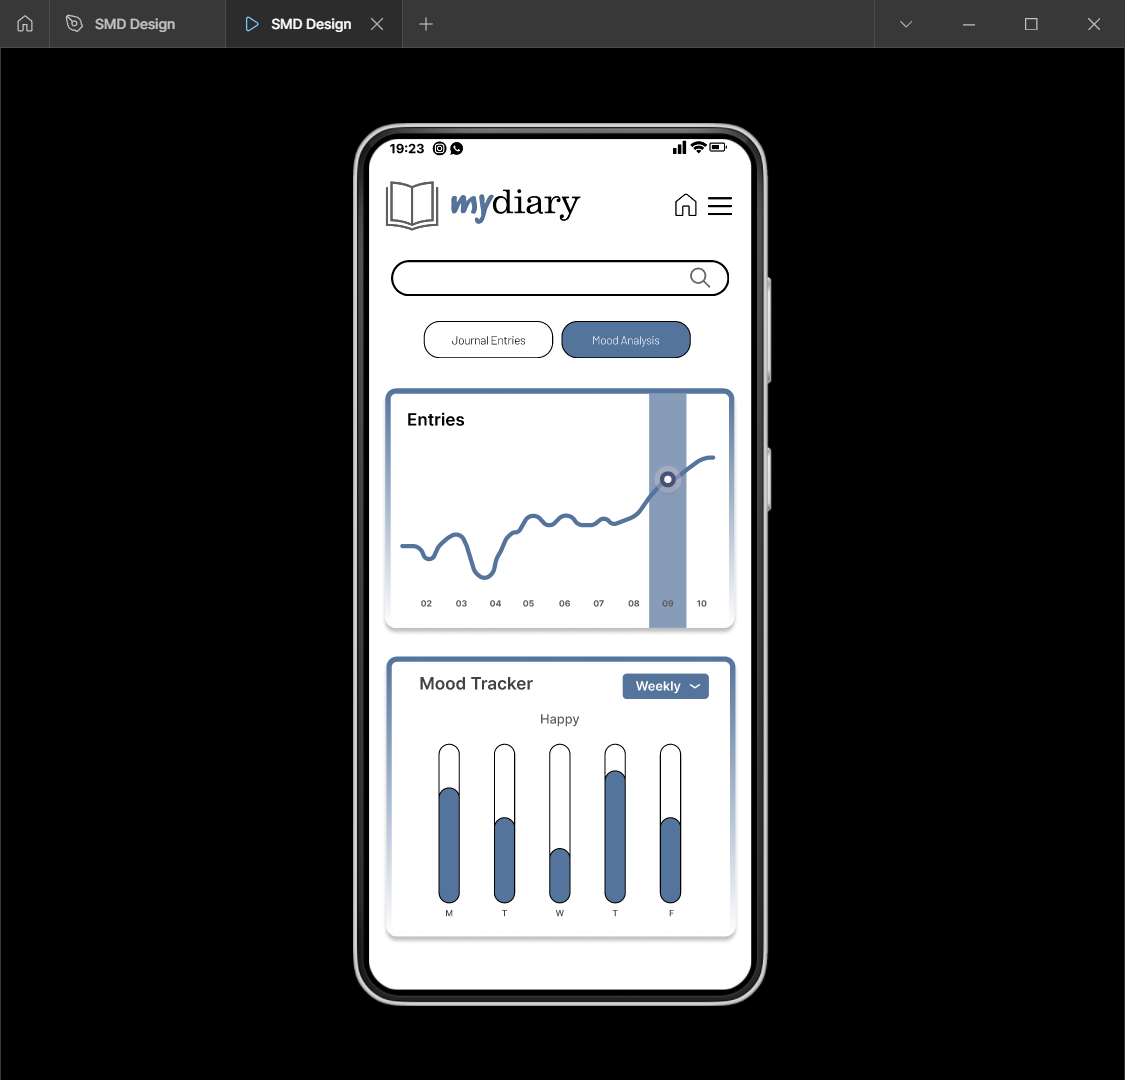 SMD Design
SMD Design
19:23
mydiary
Journal Entries
Mood Analysis
Entries
02 03 04 05 06 07 08 09 10
Mood Tracker
Weekly
Happy
M T W T F